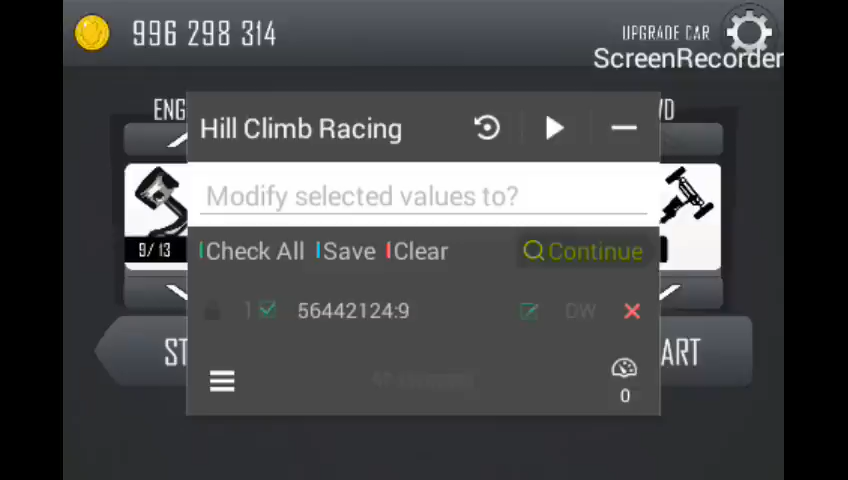 996 298 314
UPGRADE CAR
ScreenRecorder
ENG
Hill Climb Racing
Modify selected values to?
9/13
Check All Save Clear Continue
1 56442124:9 DW
ST
ART
0